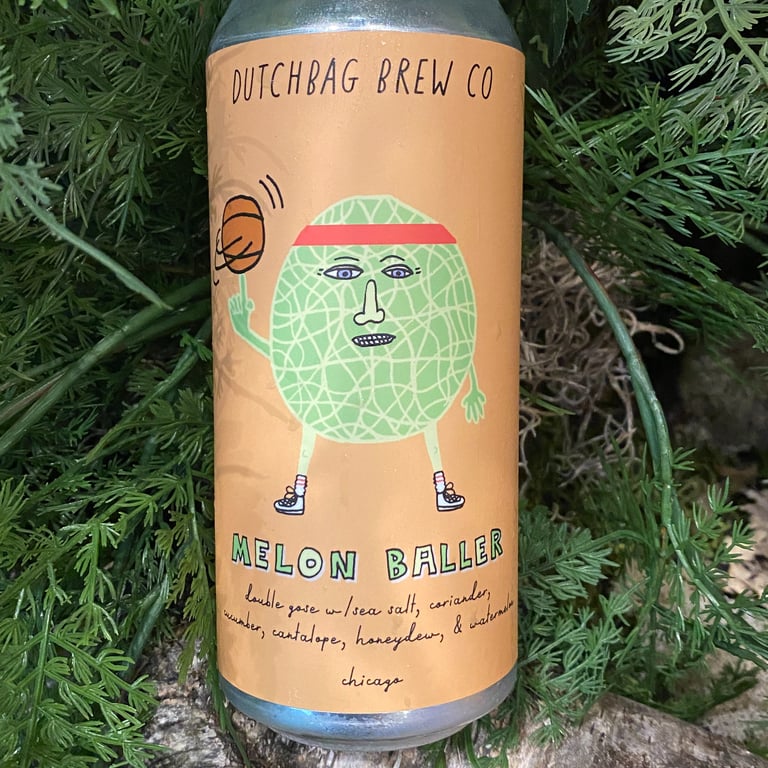 DUTCHBAG BREW CO
MELON BALLER
double gose w/sea salt, coriander,
cucumber, cantalope, honeydew, & watermelon
chicago